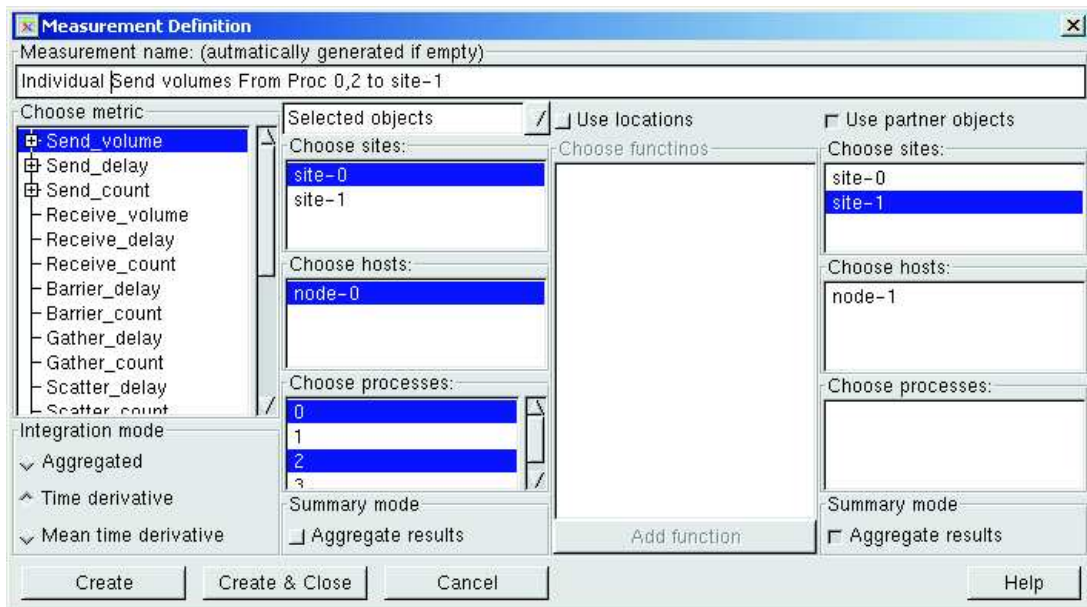 Measurement Definition
Measurement name: (autmatically generated if empty)
Individual Send volumes From Proc 0,2 to site-1
Choose metric
Send_volume
Send_delay
Send_count
Receive_volume
Receive_delay
Receive_count
Barrier_delay
Barrier_count
Gather_delay
Gather_count
Scatter_delay
Scatter_count
Integration mode
Aggregated
Time derivative
Mean time derivative
Selected objects
Choose sites:
site-0
site-1
Choose hosts:
node-0
Choose processes:
0
1
2
3
Summary mode
Aggregate results
Use locations
Choose functinos
Add function
Use partner objects
Choose sites:
site-0
site-1
Choose hosts:
node-1
Choose processes:
Summary mode
Aggregate results
Create
Create & Close
Cancel
Help